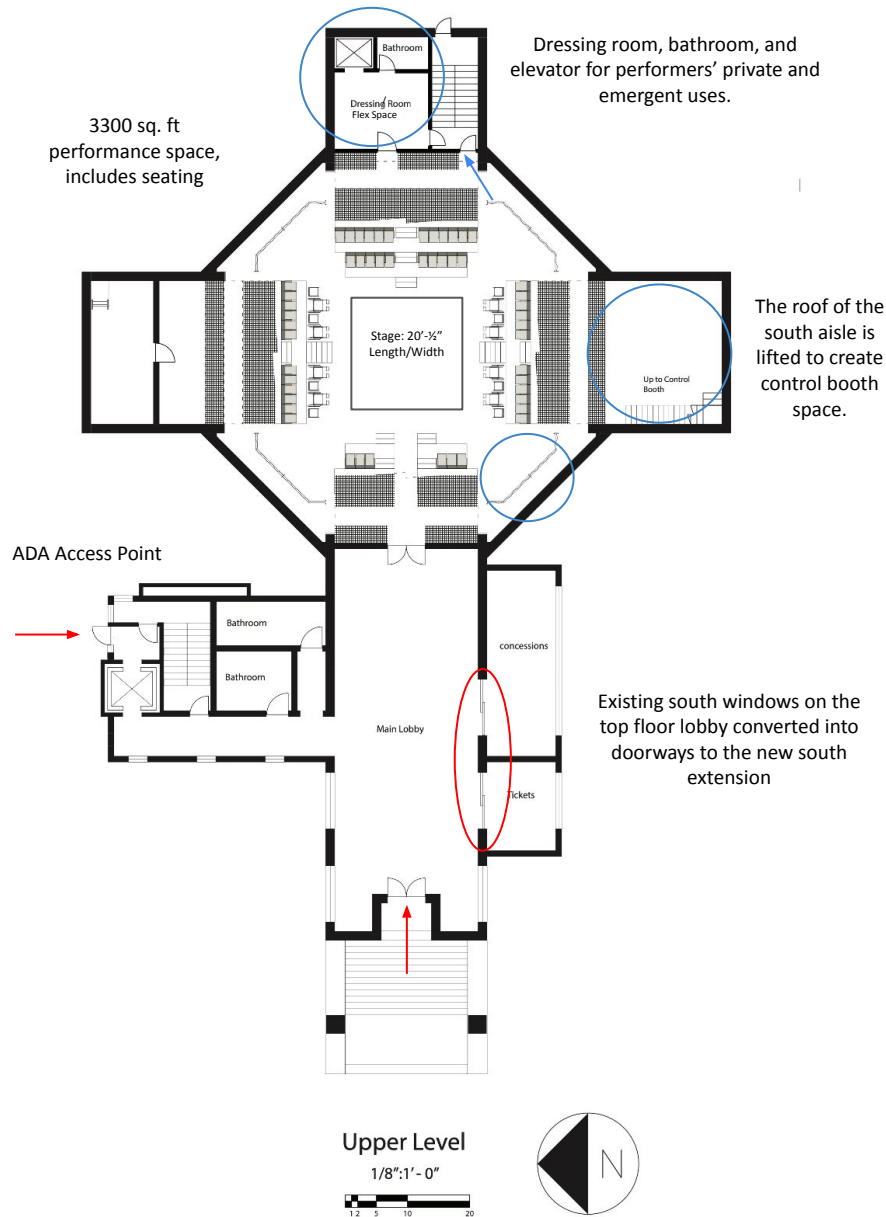 Bathroom
Dressing room, bathroom, and
elevator for performers’ private and
emergent uses.
Dressing Room
Flex Space
3300 sq. ft
performance space,
includes seating
Stage: 20’-½”
Length/Width
The roof of the
south aisle is
lifted to create
control booth
space.
Up to Control
Booth
ADA Access Point
Bathroom
Bathroom
concessions
Main Lobby
Existing south windows on the
top floor lobby converted into
doorways to the new south
extension
Tickets
Upper Level
1/8":1' - 0"
1 2 5 10 20
N